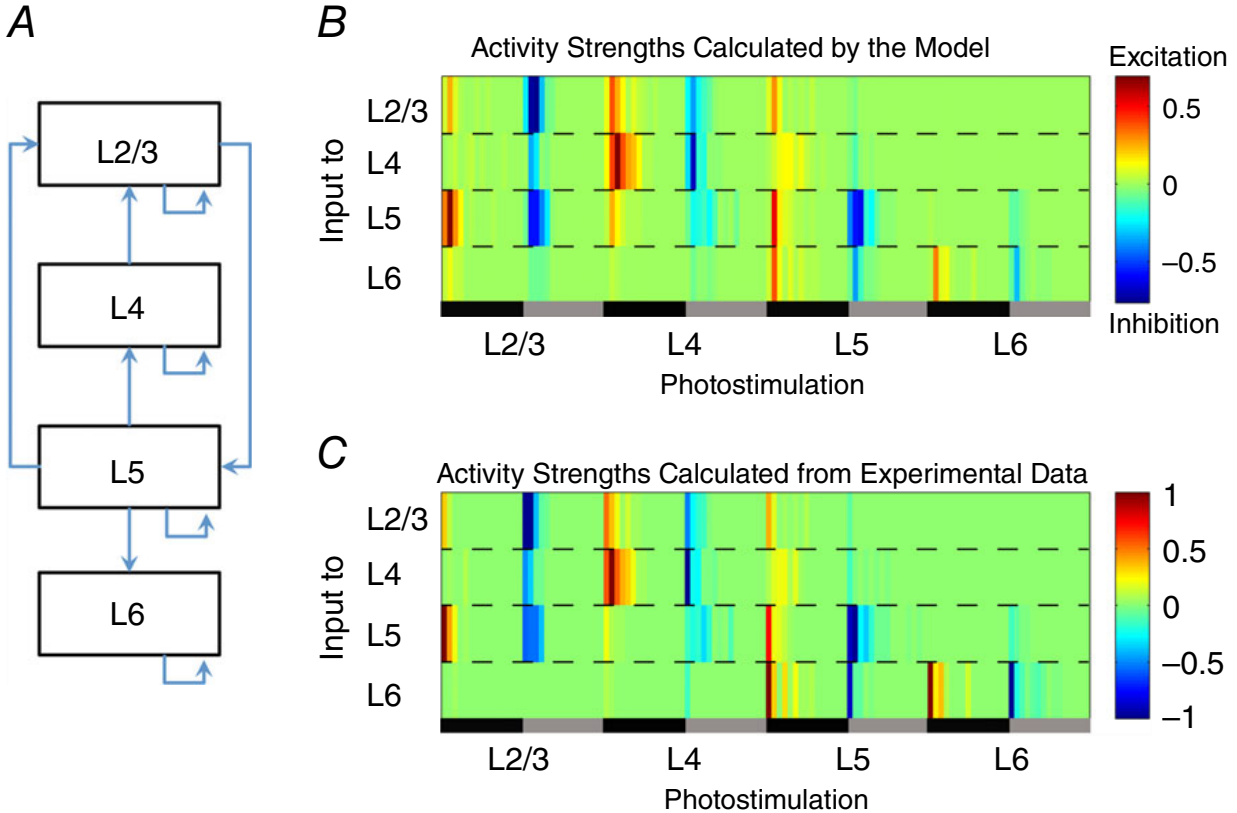 A
L2/3
L4
L5
L6
B
Activity Strengths Calculated by the Model
Input to
L2/3
L4
L5
L6
L2/3 L4 L5 L6
Photostimulation
Excitation
0.5
0
−0.5
Inhibition
C
Activity Strengths Calculated from Experimental Data
Input to
L2/3
L4
L5
L6
L2/3 L4 L5 L6
Photostimulation
1
0.5
0
−0.5
−1